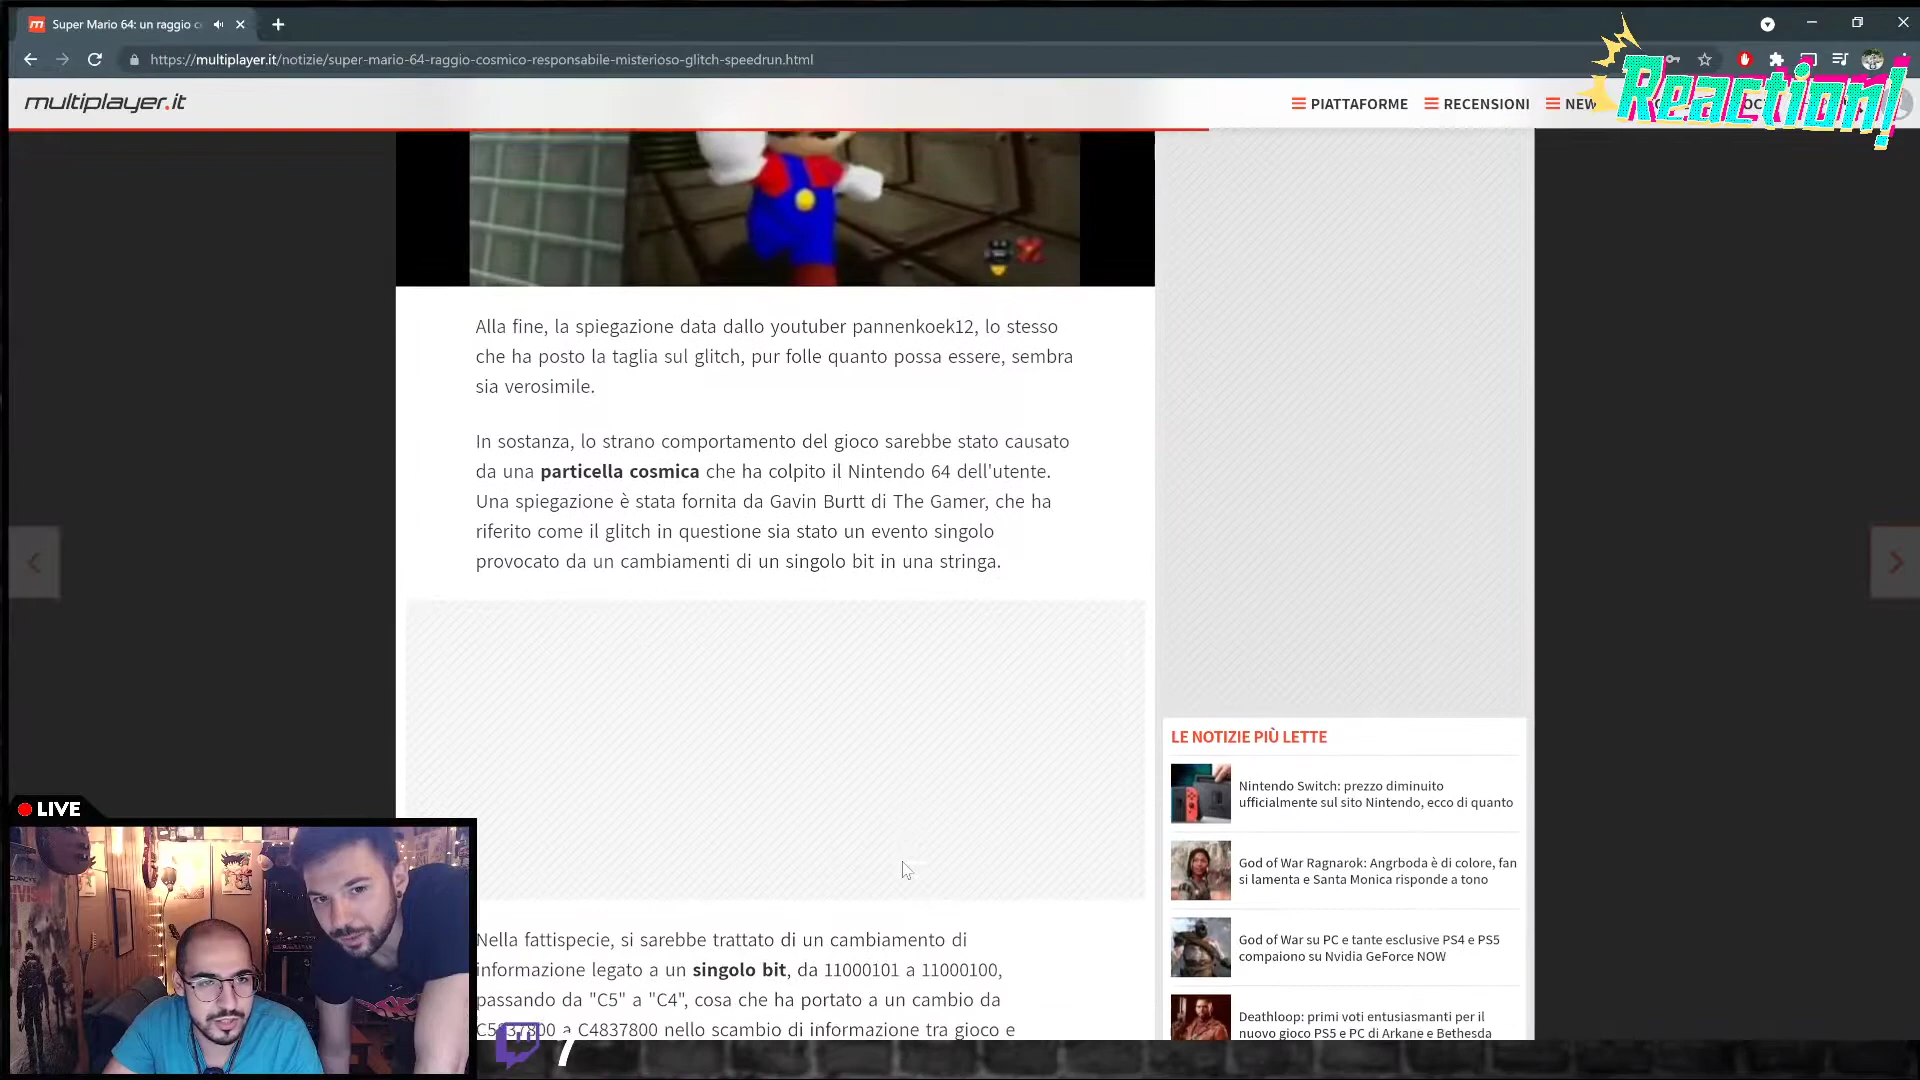 Super Mario 64: un raggio c
https://multiplayer.it/notizie/super-mario-64-raggio-cosmico-responsabile-misterioso-glitch-speedrun.html
Reaction!
multiplayer.it
PIATTAFORME
RECENSIONI
NEW
Alla fine, la spiegazione data dallo youtuber pannenkoek12, lo stesso
che ha posto la taglia sul glitch, pur folle quanto possa essere, sembra
sia verosimile.
In sostanza, lo strano comportamento del gioco sarebbe stato causato
da una particella cosmica che ha colpito il Nintendo 64 dell'utente.
Una spiegazione è stata fornita da Gavin Burtt di The Gamer, che ha
riferito come il glitch in questione sia stato un evento singolo
provocato da un cambiamenti di un singolo bit in una stringa.
Nella fattispecie, si sarebbe trattato di un cambiamento di
informazione legato a un singolo bit, da 11000101 a 11000100,
passando da "C5" a "C4", cosa che ha portato a un cambio da
C5837800 a C4837800 nello scambio di informazione tra gioco e
LE NOTIZIE PIÙ LETTE
Nintendo Switch: prezzo diminuito
ufficialmente sul sito Nintendo, ecco di quanto
God of War Ragnarok: Angrboda è di colore, fan
si lamenta e Santa Monica risponde a tono
God of War su PC e tante esclusive PS4 e PS5
compaiono su Nvidia GeForce NOW
Deathloop: primi voti entusiasmanti per il
nuovo gioco PS5 e PC di Arkane e Bethesda
LIVE
7